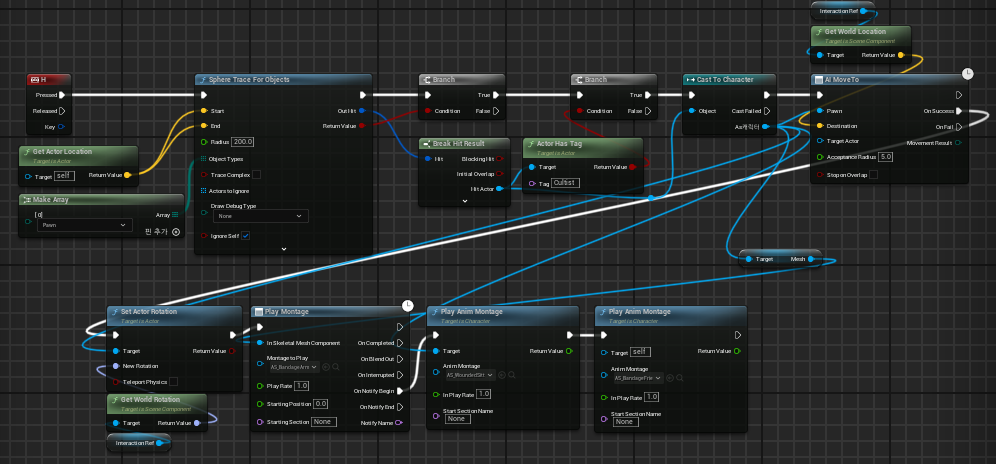 InteractionRef
Get World Location
Target is Scene Component
Target
Return Value
H
Pressed
Released
Key
Sphere Trace For Objects
Start
Out Hit
End
Return Value
Radius 200.0
Object Types
Trace Complex
Actors to Ignore
Draw Debug Type
None
Ignore Self
Branch
True
Condition
False
Branch
True
Condition
False
Cast To Character
Object
Cast Failed
As캐릭터
AI MoveTo
Pawn
On Success
Destination
On Fail
Target Actor
Movement Result
Acceptance Radius 5.0
Stop on Overlap
Get Actor Location
Target is Actor
Target self
Return Value
Make Array
[0]
Array
Pawn
핀 추가
Break Hit Result
Hit
Blocking Hit
Initial Overlap
Hit Actor
Actor Has Tag
Target is Actor
Target
Return Value
Tag Cultist
Target
Mesh
Set Actor Rotation
Target is Actor
Target
Return Value
New Rotation
Teleport Physics
Play Montage
In Skeletal Mesh Component
On Completed
Montage to Play
On Blend Out
AS_BandageArm
On Interrupted
Play Rate 1.0
On Notify Begin
Starting Position 0.0
On Notify End
Starting Section None
Notify Name
Play Anim Montage
Target is Character
Target
Return Value
Anim Montage
In Play Rate 1.0
Start Section Name
None
Play Anim Montage
Target is Character
Target self
Return Value
Anim Montage
In Play Rate 1.0
Start Section Name
None
Get World Rotation
Target is Scene Component
Target
Return Value
InteractionRef